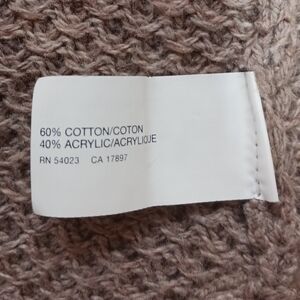 60% COTTON/COTON
40% ACRYLIC/ACRYLIQUE
RN 54023 CA 17897